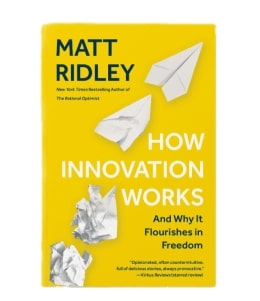 MATT
RIDLEY
New York Times Bestselling Author of
The Rational Optimist
HOW
INNOVATION
WORKS
And Why It
Flourishes in
Freedom
"Opinionated, often counterintuitive,
full of delicious stories, always provocative."
—Kirkus Reviews (starred review)